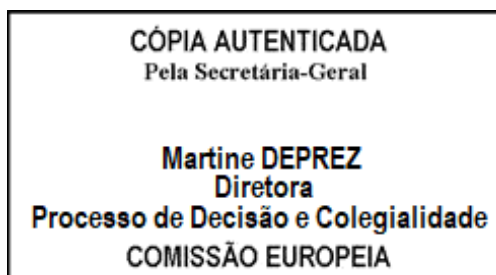 CÓPIA AUTENTICADA
Pela Secretária-Geral
Martine DEPREZ
Diretora
Processo de Decisão e Colegialidade
COMISSÃO EUROPEIA